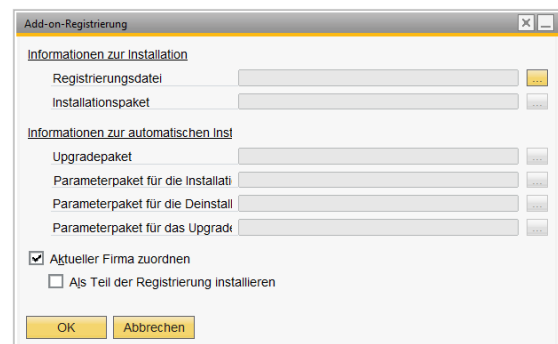 Add-on-Registrierung
Informationen zur Installation
Registrierungsdatei
...
Installationspaket
...
Informationen zur automatischen Inst
Upgradepaket
...
Parameterpaket für die Installati
...
Parameterpaket für die Deinstall
...
Parameterpaket für das Upgrade
...
Aktueller Firma zuordnen
Als Teil der Registrierung installieren
OK Abbrechen